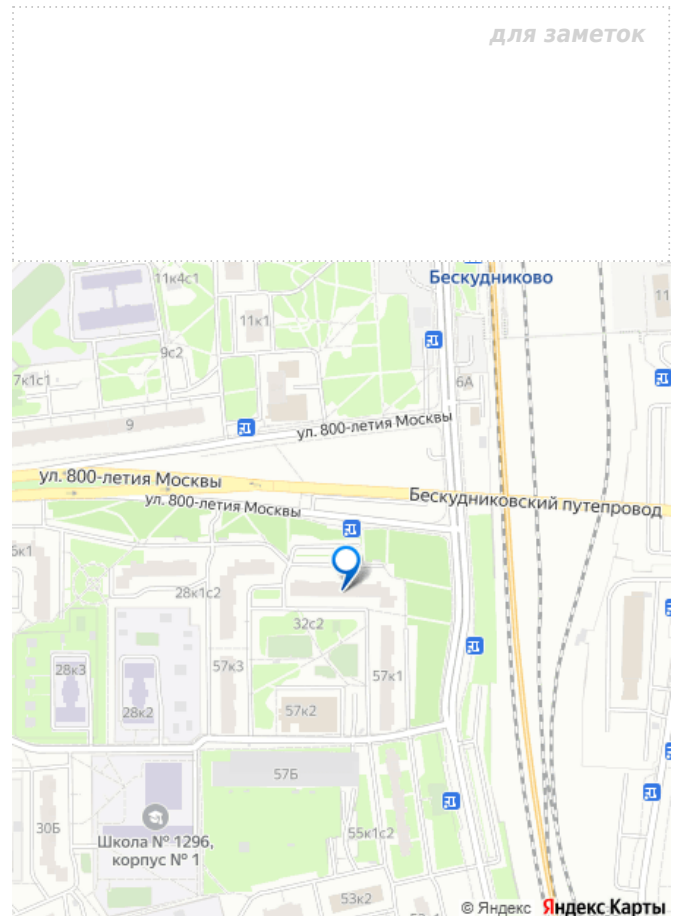 для заметок
Бескудниково
11к4с1
11
11к1
9с2
7к1с1
6А
9
ул. 800-летия Москвы
ул. 800-летия Москвы
Бескудниковский путепровод
ул. 800-летия Москвы
28к1с2
32с2
28к3
57к3
57к1
28к2
57к2
57Б
30Б
Школа № 1296,
корпус № 1
55к1с2
53к2
© Яндекс Яндекс Карты